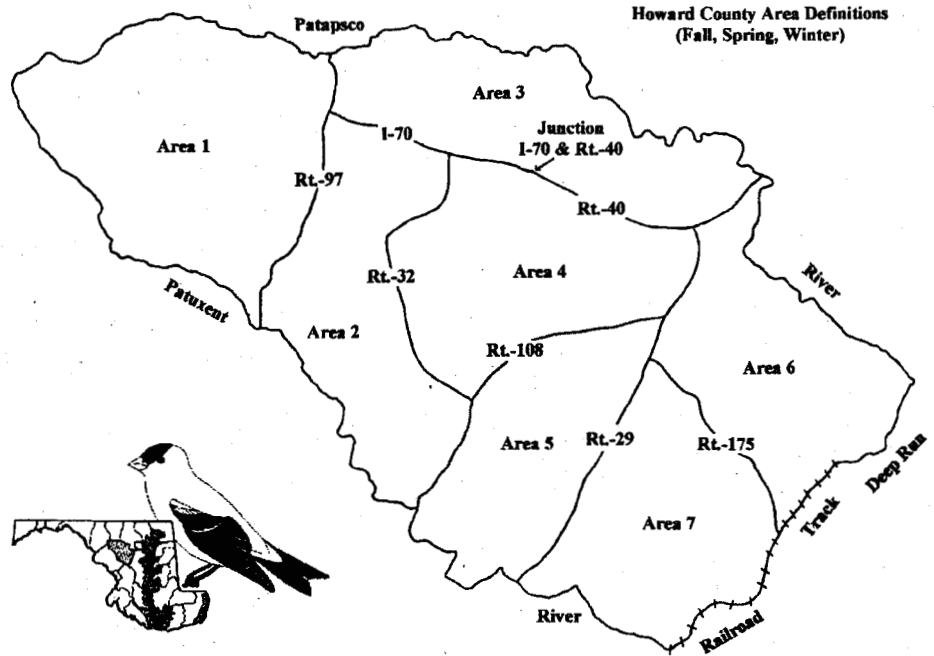 Howard County Area Definitions
(Fall, Spring, Winter)
Patapsco
Area 3
Area 1
I-70
Junction
I-70 & Rt.-40
Rt.-97
Rt.-40
Rt.-32
Area 4
River
Patuxent
Area 2
Rt.-108
Area 6
Area 5
Rt.-29
Rt.-175
Deep Run
Track
Area 7
River
Railroad